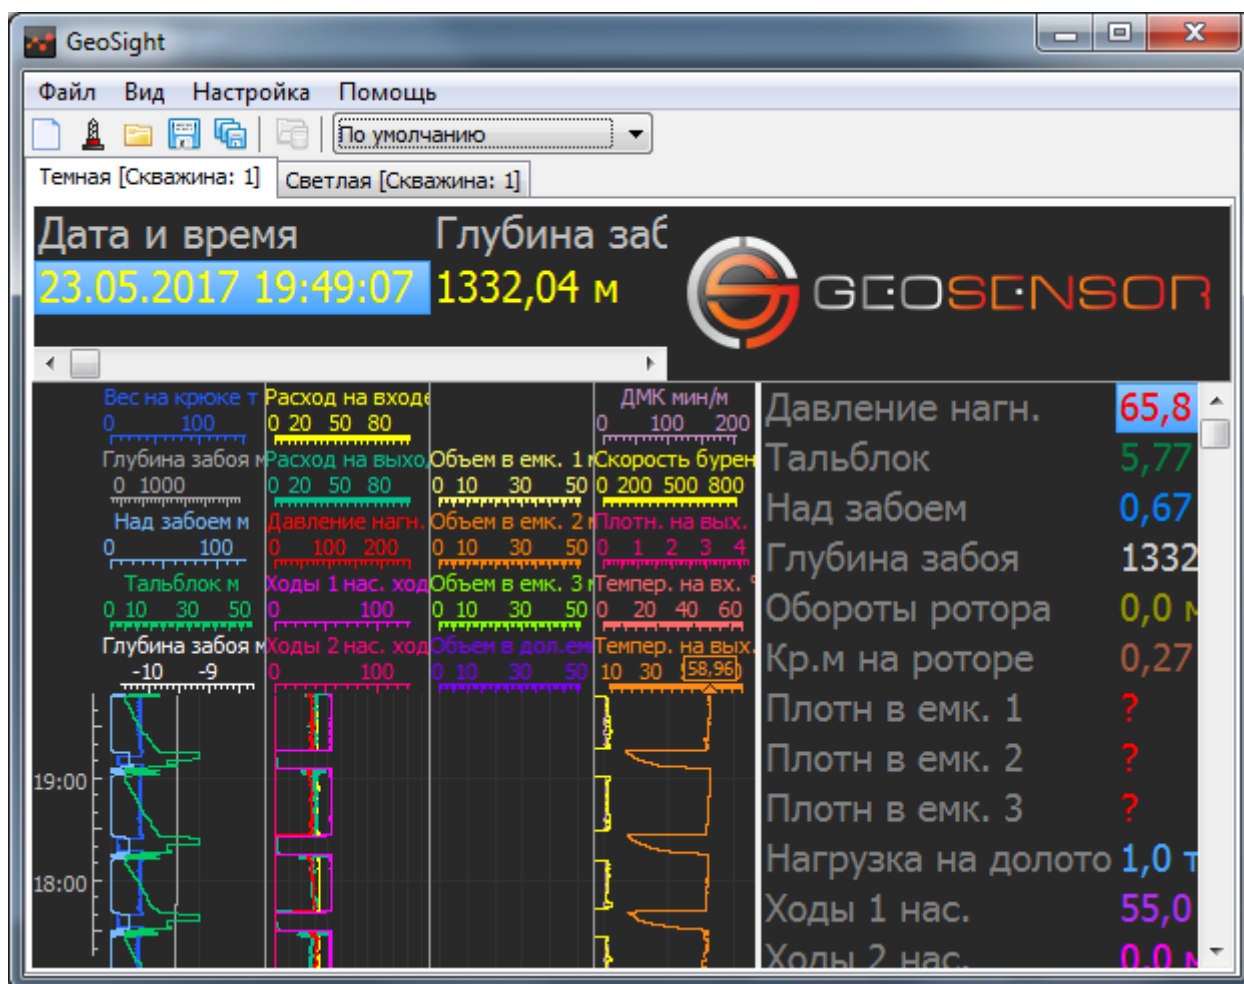 GeoSight
Файл Вид Настройка Помощь
По умолчанию
Темная [Скважина: 1] Светлая [Скважина: 1]
Дата и время Глубина заб
23.05.2017 19:49:07 1332,04 м
GEOSENSOR
Вес на крюке т Расход на входе ДМК мин/м
0 100 0 20 50 80 0 100 200
Глубина забоя м Расход на выхо Объем в емк. 1 Скорость бурен
0 1000 0 20 50 80 0 10 30 50 0 200 500 800
Над забоем м Давление нагн. Объем в емк. 2 Плотн. на вых.
0 100 0 100 200 0 10 30 50 0 1 2 3 4
Тальблок м Ходы 1 нас. ход Объем в емк. 3 Темпер. на вх. °
0 10 30 50 0 100 0 10 30 50 0 20 40 60
Глубина забоя м Ходы 2 нас. ход Объем в дол.ем Темпер. на вых.
-10 -9 0 100 0 10 30 50 10 30 58,96
19:00
18:00
Давление нагн. 65,8
Тальблок 5,77
Над забоем 0,67
Глубина забоя 1332
Обороты ротора 0,0 м
Кр.м на роторе 0,27
Плотн в емк. 1 ?
Плотн в емк. 2 ?
Плотн в емк. 3 ?
Нагрузка на долото 1,0 т
Ходы 1 нас. 55,0
Ходы 2 нас. 0,0 м